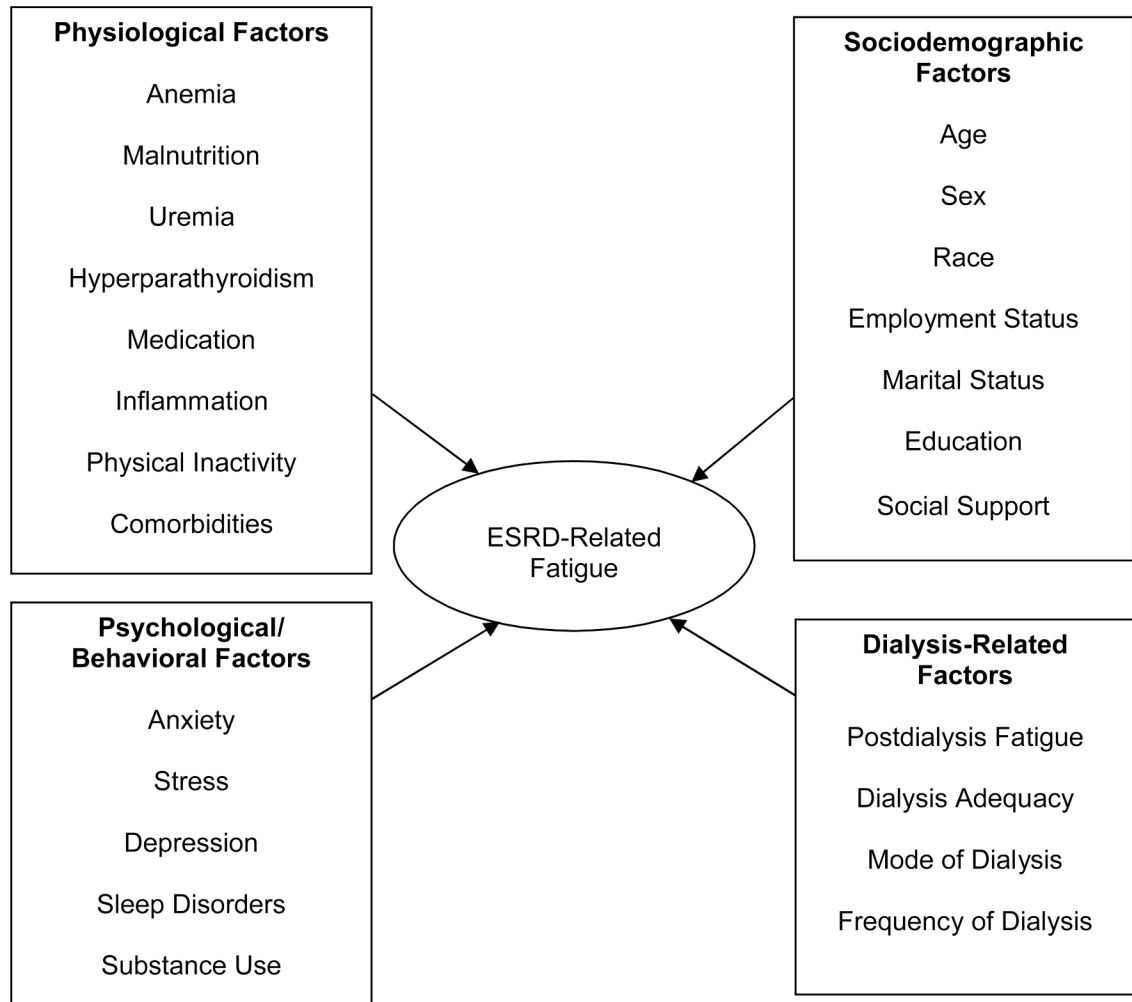 Physiological Factors
Anemia
Malnutrition
Uremia
Hyperparathyroidism
Medication
Inflammation
Physical Inactivity
Comorbidities
Sociodemographic
Factors
Age
Sex
Race
Employment Status
Marital Status
Education
Social Support
ESRD-Related
Fatigue
Psychological/
Behavioral Factors
Anxiety
Stress
Depression
Sleep Disorders
Substance Use
Dialysis-Related
Factors
Postdialysis Fatigue
Dialysis Adequacy
Mode of Dialysis
Frequency of Dialysis